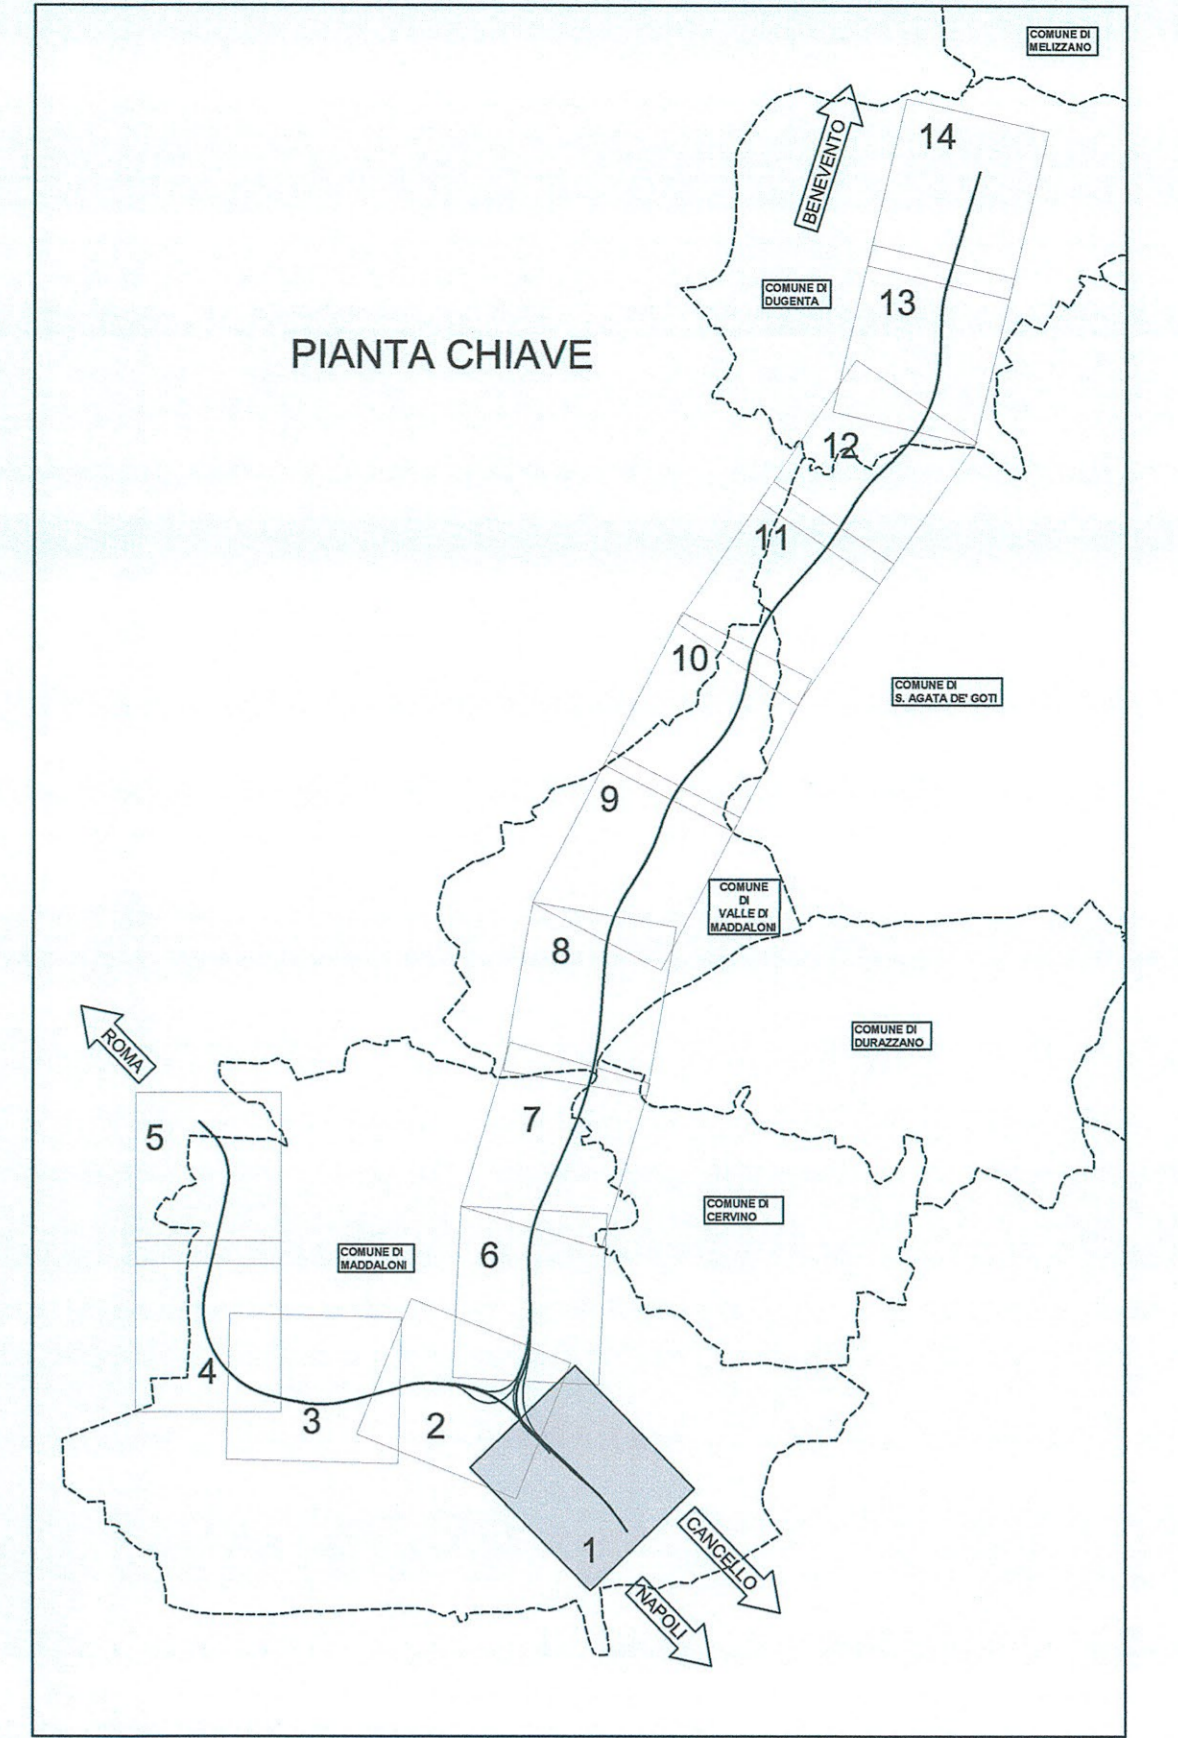 COMUNE DI
MELIZZANO
14
BENEVENTO
COMUNE DI
DUGENTA
13
PIANTA CHIAVE
12
11
10
COMUNE DI
S. AGATA DE' GOTI
9
COMUNE
DI
VALLE DI
MADDALONI
8
ROMA
COMUNE DI
DURAZZANO
7
5
COMUNE DI
CERVINO
6
COMUNE DI
MADDALONI
4
3
2
1
CANCELLO
NAPOLI